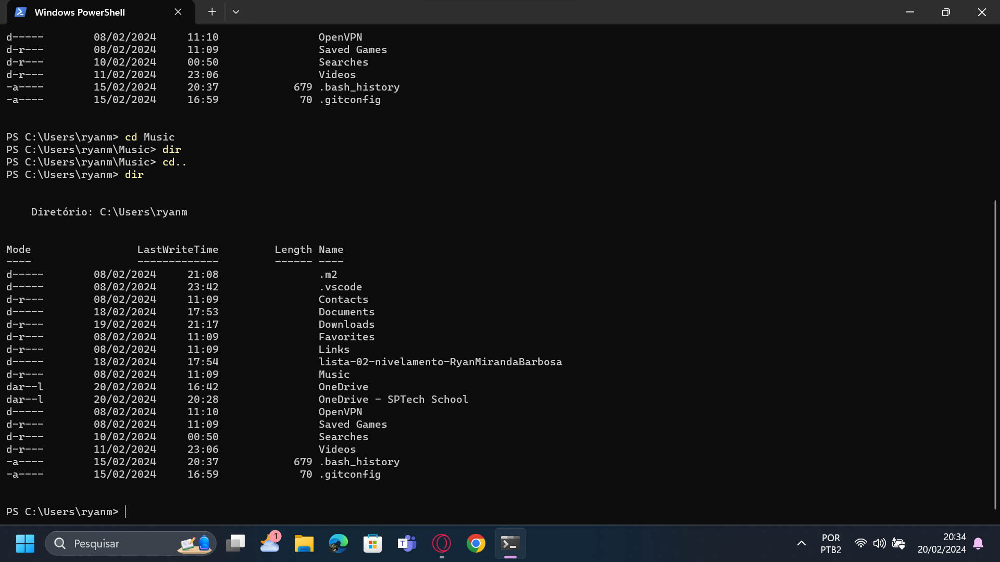 Windows PowerShell
d-----        08/02/2024     11:10                OpenVPN
d-r---        08/02/2024     11:09                Saved Games
d-r---        10/02/2024     00:50                Searches
d-r---        11/02/2024     23:06                Videos
-a----        15/02/2024     20:37            679 .bash_history
-a----        15/02/2024     16:59             70 .gitconfig
PS C:\Users\ryanm> cd Music
PS C:\Users\ryanm\Music> dir
PS C:\Users\ryanm\Music> cd..
PS C:\Users\ryanm> dir
    Diretório: C:\Users\ryanm
Mode                 LastWriteTime         Length Name
----                 -------------         ------ ----
d-----        08/02/2024     21:08                .m2
d-----        08/02/2024     23:42                .vscode
d-r---        08/02/2024     11:09                Contacts
d-----        18/02/2024     17:53                Documents
d-r---        19/02/2024     21:17                Downloads
d-r---        08/02/2024     11:09                Favorites
d-r---        08/02/2024     11:09                Links
d-----        18/02/2024     17:54                lista-02-nivelamento-RyanMirandaBarbosa
d-r---        08/02/2024     11:09                Music
dar--l        20/02/2024     16:42                OneDrive
dar--l        20/02/2024     20:28                OneDrive - SPTech School
d-----        08/02/2024     11:10                OpenVPN
d-r---        08/02/2024     11:09                Saved Games
d-r---        10/02/2024     00:50                Searches
d-r---        11/02/2024     23:06                Videos
-a----        15/02/2024     20:37            679 .bash_history
-a----        15/02/2024     16:59             70 .gitconfig
PS C:\Users\ryanm>
Pesquisar
1
T
POR
PTB2
20:34
20/02/2024